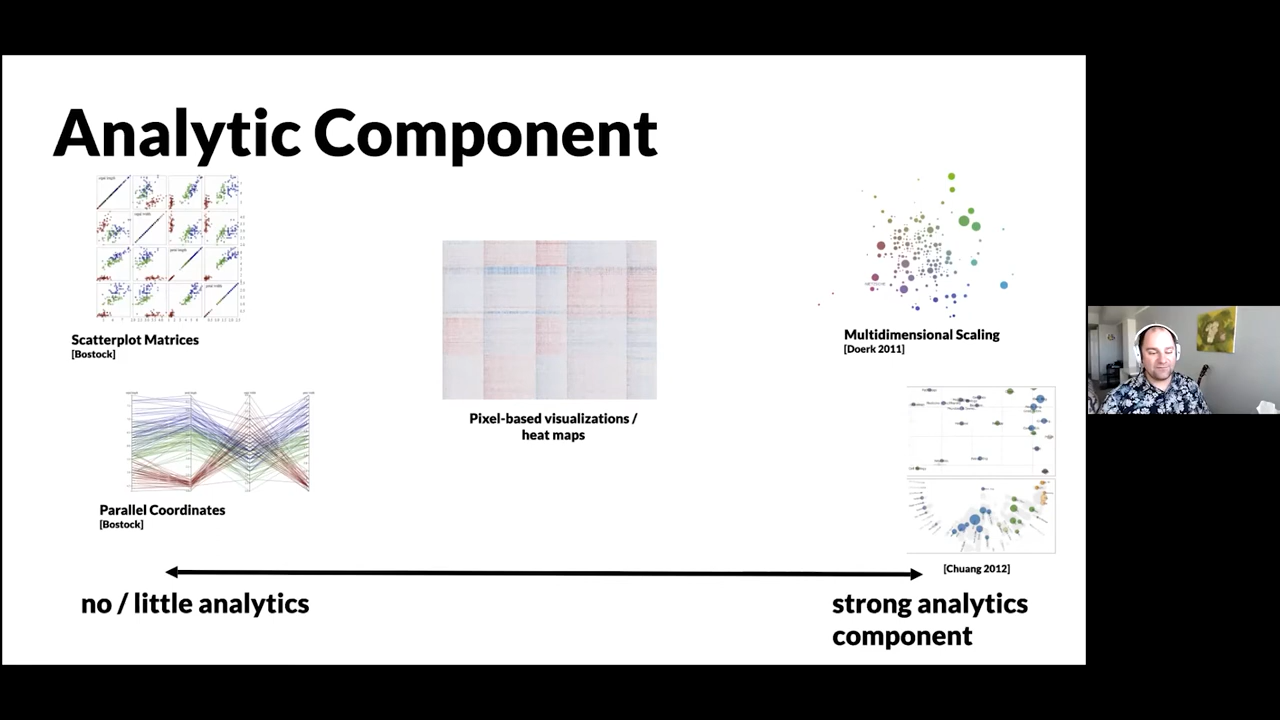 Analytic Component
Scatterplot Matrices
[Bostock]
Parallel Coordinates
[Bostock]
Pixel-based visualizations /
heat maps
Multidimensional Scaling
[Doerk 2011]
[Chuang 2012]
no / little analytics
strong analytics
component